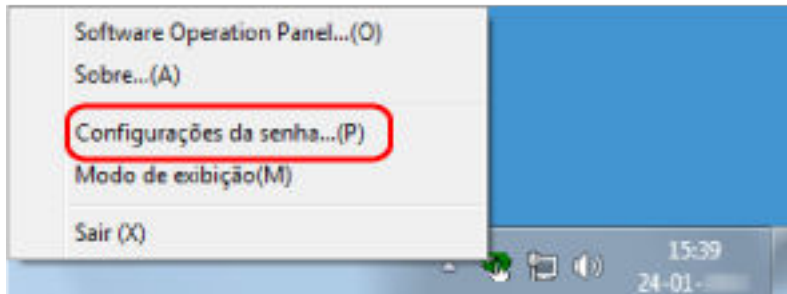 Software Operation Panel...(O)
Sobre...(A)
Configurações da senha...(P)
Modo de exibição(M)
Sair (X)
15:39
24-01-